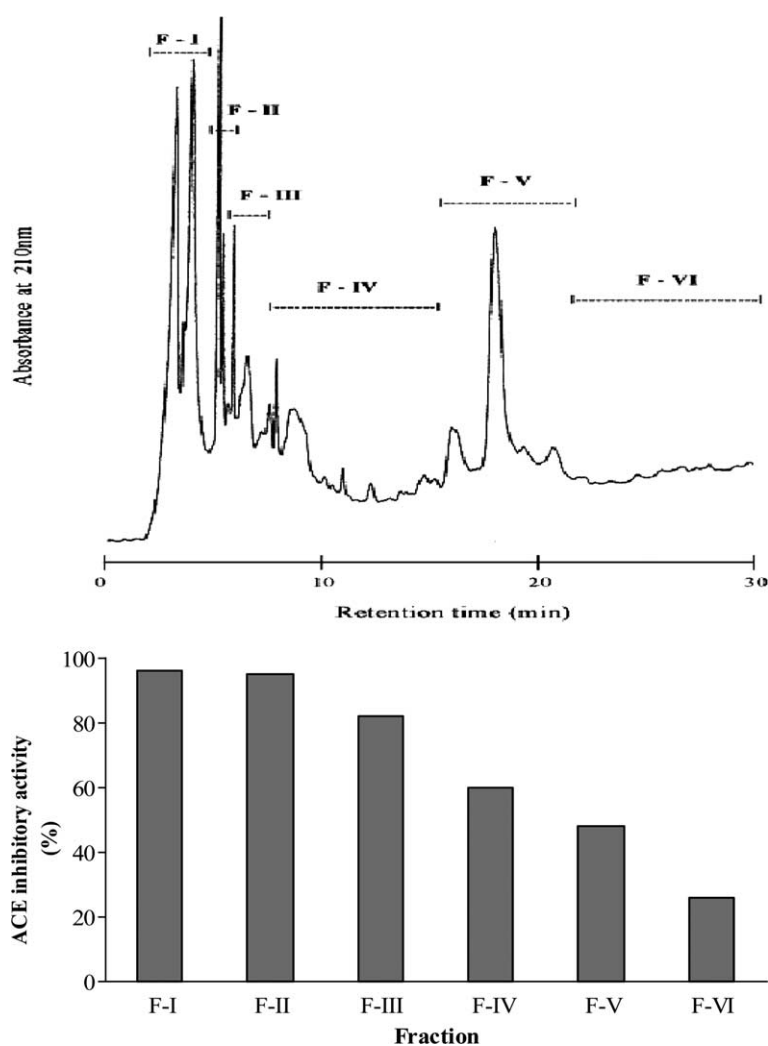 F - I
F - II
F - III
F - V
F - VI
F - IV
Absorbance at 210nm
0 10 20 30
Retention time (min)
100
80
60
40
20
0
ACE inhibitory activity
(%)
F-I F-II F-III F-IV F-V F-VI
Fraction